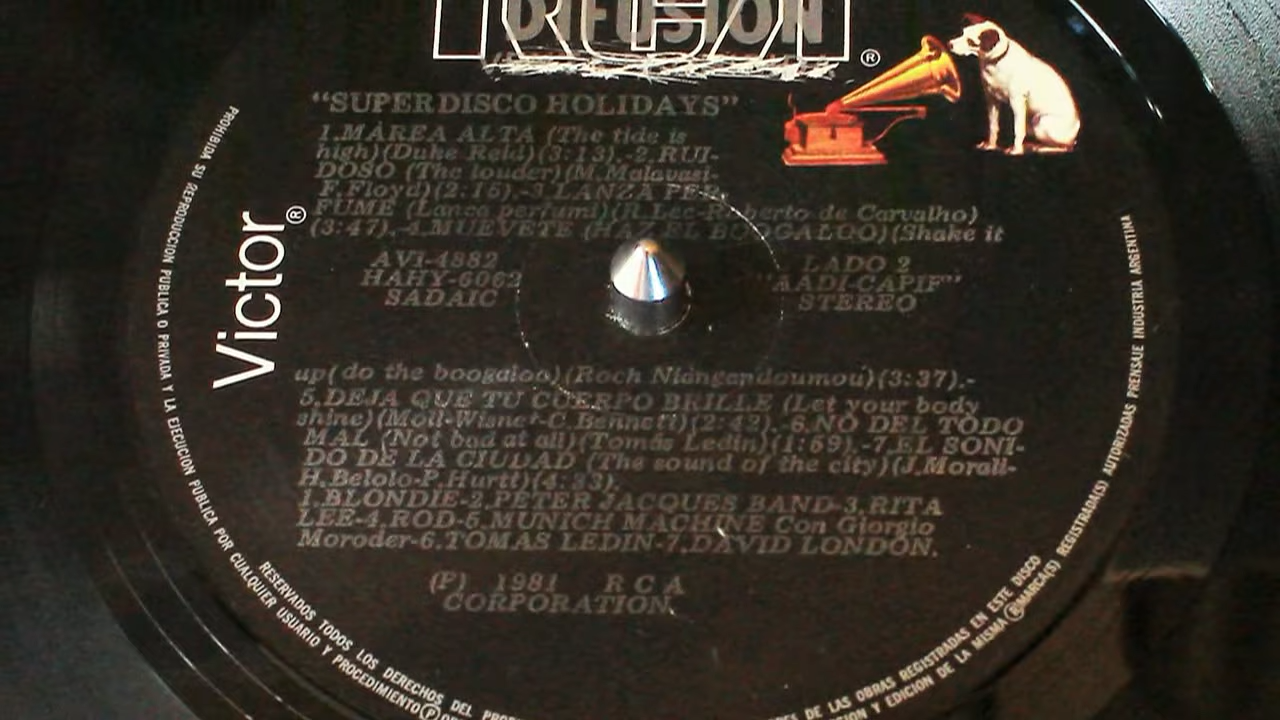 DIFUSION
RCA
®
"SUPERDISCO HOLIDAYS"
1.MAREA ALTA (The tide is
high)(Duke Reid)(3:13).-2.RUI-
DOSO (The louder)(M.Malavasi-
F.Floyd)(2:15).-3.LANZA PER-
FUME (Lanca perfumi)(R.Lee-Roberto de Carvalho)
(3:47).-4.MUEVETE (HAZ EL BOOGALOO)(Shake it
AVI-4882
HAHY-6062
SADAIC
LADO 2
"AADI-CAPIF"
STEREO
up(do the boogaloo)(Roch Niangandoumou)(3:37).-
5.DEJA QUE TU CUERPO BRILLE (Let your body
shine)(Moll-Wisner-C.Bennett)(2:42).-6.NO DEL TODO
MAL (Not bad at all)(Tomás Ledin)(1:59).-7.EL SONI-
DO DE LA CIUDAD (The sound of the city)(J.Morali-
H.Belolo-P.Hurtt)(4:33).
1.BLONDIE-2.PETER JACQUES BAND-3.RITA
LEE-4.ROD-5.MUNICH MACHINE Con Giorgio
Moroder-6.TOMAS LEDIN-7.DAVID LONDON.
(P) 1981 R C A
CORPORATION
Victor®
PROHIBIDA SU REPRODUCCION PUBLICA O PRIVADA Y LA EJECUCION PUBLICA POR CUALQUIER USUARIO Y PROCEDIMIENTO
RESERVADOS TODOS LOS DERECHOS DEL
DE LAS OBRAS REGISTRADAS EN ESTE DISCO
Y EDICION DE LA MISMA ®MARCA(S) REGISTRADA(S) AUTORIZADAS PRENSAJE INDUSTRIA ARGENTINA